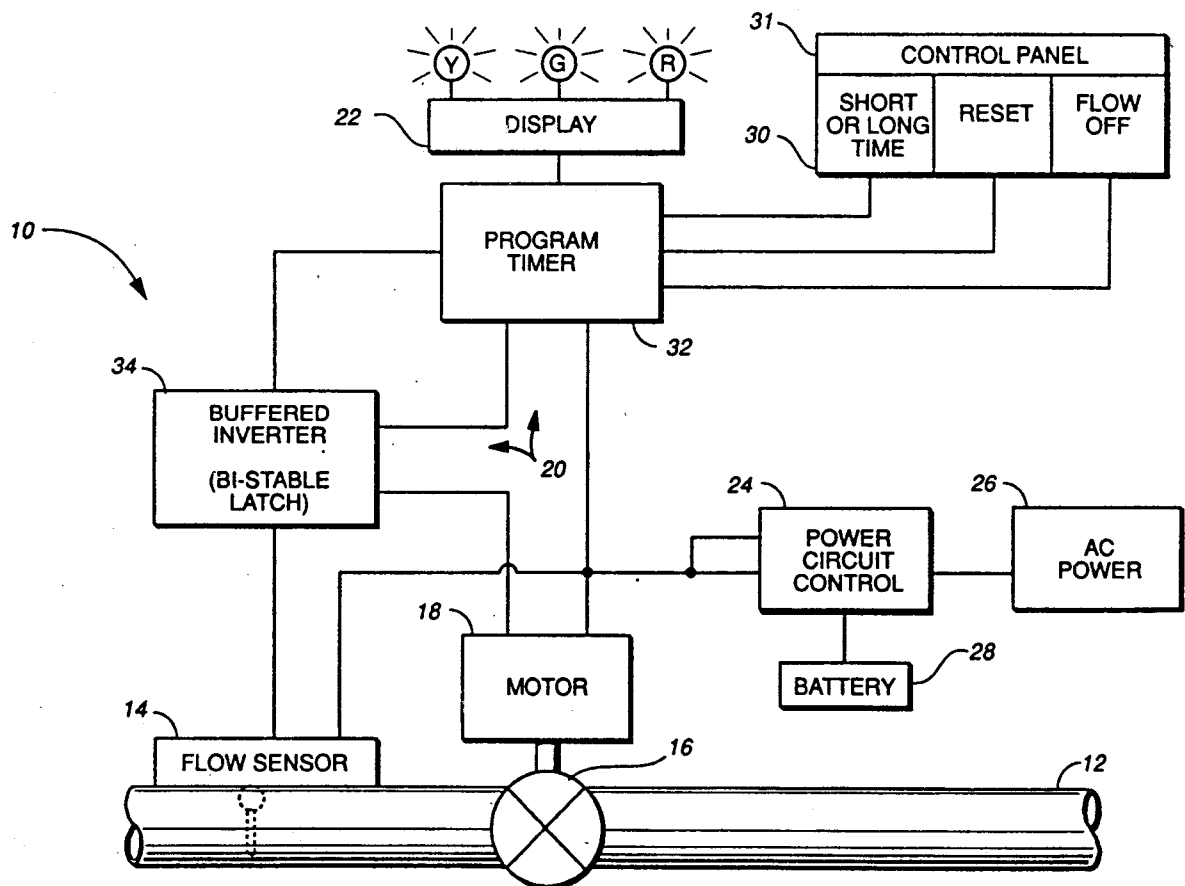 Y G R
31
CONTROL PANEL
22
DISPLAY
30
SHORT
OR LONG
TIME
RESET
FLOW
OFF
10
PROGRAM
TIMER
32
34
BUFFERED
INVERTER
(BI-STABLE
LATCH)
20
24
POWER
CIRCUIT
CONTROL
26
AC
POWER
18
MOTOR
28
BATTERY
14
FLOW SENSOR
16
12